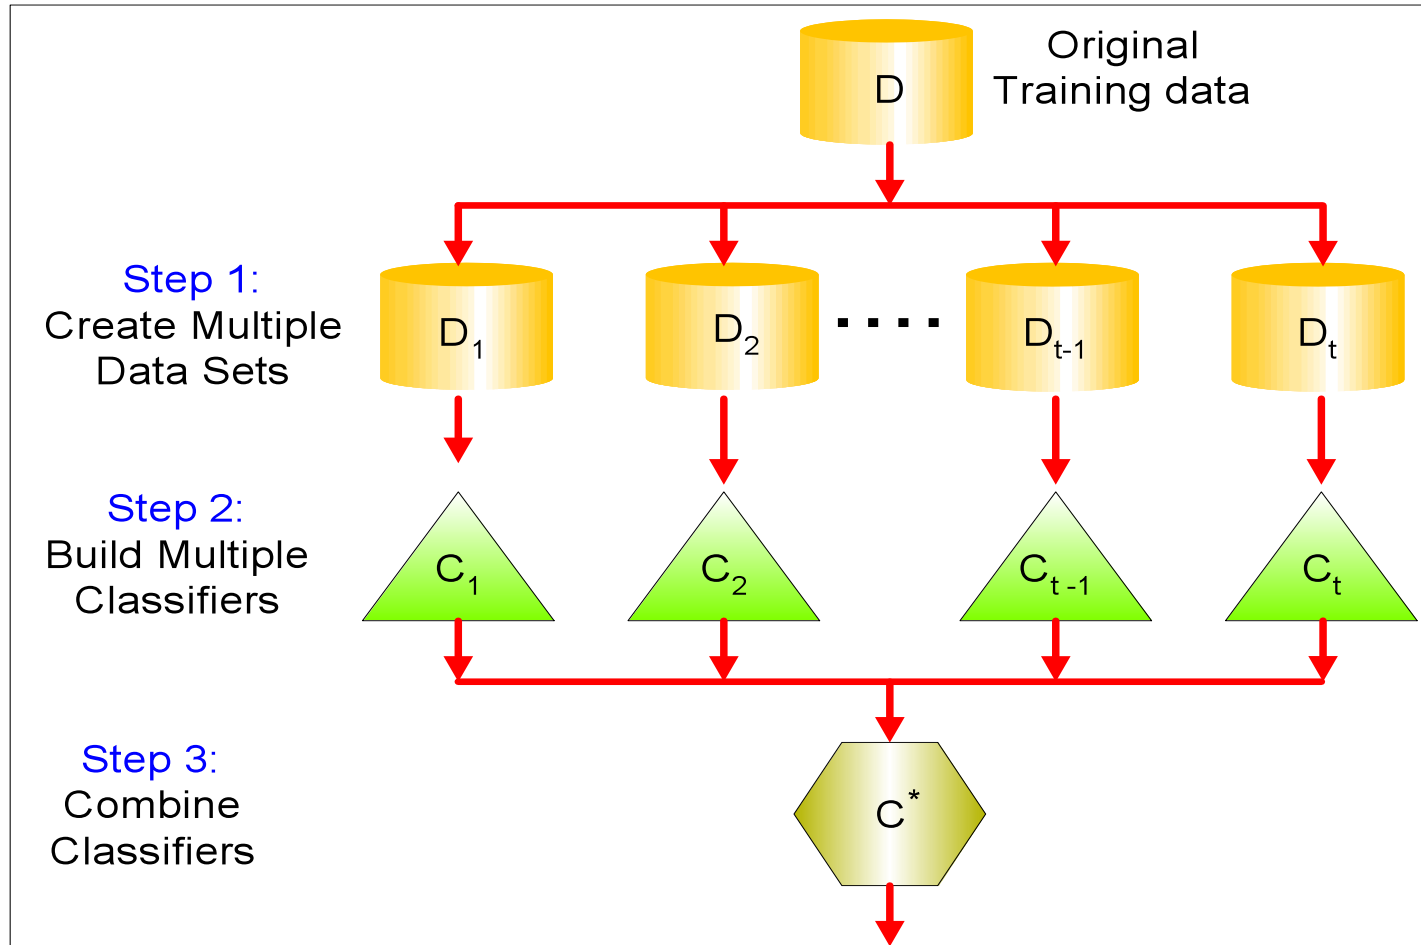 D
Original
Training data
Step 1:
Create Multiple
Data Sets
D1
D2
....
Dt-1
Dt
Step 2:
Build Multiple
Classifiers
C1
C2
Ct -1
Ct
Step 3:
Combine
Classifiers
C*